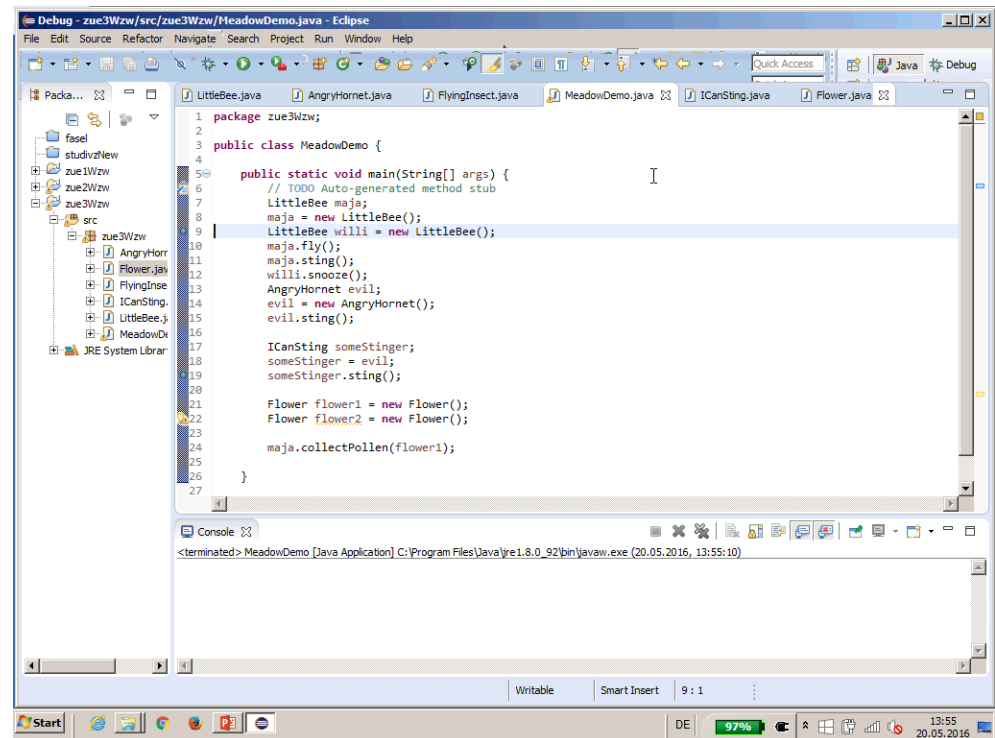 Debug - zue3Wzw/src/zue3Wzw/MeadowDemo.java - Eclipse
File Edit Source Refactor Navigate Search Project Run Window Help
Quick Access Java Debug
Packa... LittleBee.java AngryHornet.java FlyingInsect.java MeadowDemo.java ICanSting.java Flower.java
fasel
studivzNew
zue1Wzw
zue2Wzw
zue3Wzw
src
zue3Wzw
AngryHorr
Flower.jav
FlyingInse
ICanSting.
LittleBee.j
MeadowDe
JRE System Librar
1 package zue3Wzw;
2
3 public class MeadowDemo {
4
5 public static void main(String[] args) {
6 // TODO Auto-generated method stub
7 LittleBee maja;
8 maja = new LittleBee();
9 LittleBee willi = new LittleBee();
10 maja.fly();
11 maja.sting();
12 willi.snooze();
13 AngryHornet evil;
14 evil = new AngryHornet();
15 evil.sting();
16
17 ICanSting someStinger;
18 someStinger = evil;
19 someStinger.sting();
20
21 Flower flower1 = new Flower();
22 Flower flower2 = new Flower();
23
24 maja.collectPollen(flower1);
25
26 }
27
Console
<terminated> MeadowDemo [Java Application] C:\Program Files\Java\jre1.8.0_92\bin\javaw.exe (20.05.2016, 13:55:10)
Writable Smart Insert 9 : 1
Start DE 97% 13:55
20.05.2016